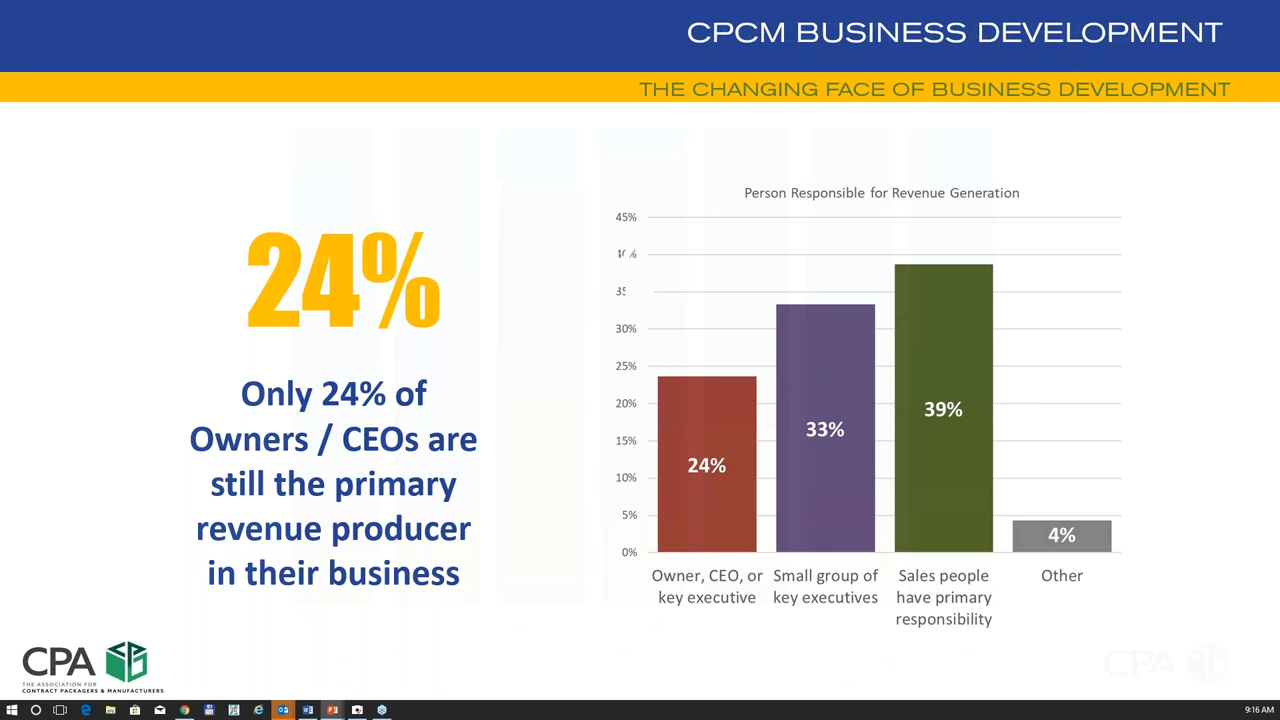 CPCM BUSINESS DEVELOPMENT
THE CHANGING FACE OF BUSINESS DEVELOPMENT
24%
Only 24% of
Owners / CEOs are
still the primary
revenue producer
in their business
Person Responsible for Revenue Generation
45%
30%
25%
20%
15%
10%
5%
0%
24%
33%
39%
4%
Owner, CEO, or
key executive
Small group of
key executives
Sales people
have primary
responsibility
Other
CPA
THE ASSOCIATION FOR
CONTRACT PACKAGERS & MANUFACTURERS
CPA
9:16 AM